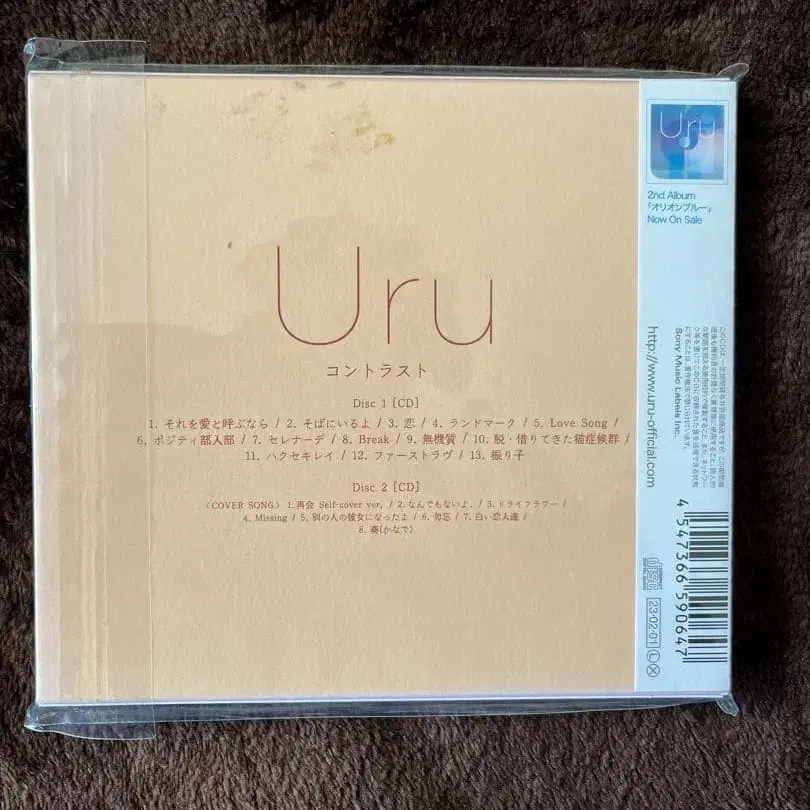 Uru
コントラスト
Disc 1 [CD]
1. それを愛と呼ぶなら / 2. そばにいるよ / 3. 恋 / 4. ランドマーク / 5. Love Song /
6. ポジティ部入部 / 7. セレナーデ / 8. Break / 9. 無機質 / 10. 脱・借りてきた猫症候群 /
11. ハクセキレイ / 12. ファーストラヴ / 13. 振り子
Disc 2 [CD]
〈COVER SONG〉 1.再会 Self-cover ver. / 2.なんでもないよ、 / 3.ドライフラワー /
4. Missing / 5. 別の人の彼女になったよ / 6. 勿忘 / 7. 白い恋人達 /
8. 奏(かなで)
Uru
2nd Album
「オリオンブルー」
Now On Sale
Sony Music Labels Inc.
http://www.uru-official.com
4 547366 590647
COMPACT
disc
DIGITAL AUDIO
23·02·01 Ⓛ Ⓧ